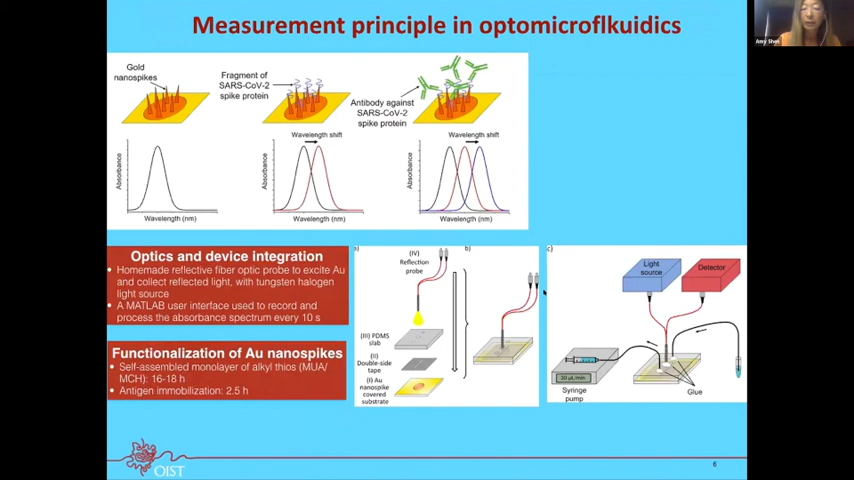 Measurement principle in optomicroflkuidics
Amy Shen
Gold
nanospikes
Fragment of
SARS-CoV-2
spike protein
Antibody against
SARS-CoV-2
spike protein
Wavelength shift
Wavelength shift
Absorbance
Absorbance
Absorbance
Wavelength (nm)
Wavelength (nm)
Wavelength (nm)
Optics and device integration
• Homemade reflective fiber optic probe to excite Au
and collect reflected light, with tungsten halogen
light source
• A MATLAB user interface used to record and
process the absorbance spectrum every 10 s
Functionalization of Au nanospikes
• Self-assembled monolayer of alkyl thios (MUA/
MCH): 16-18 h
• Antigen immobilization: 2.5 h
a)
(IV)
Reflection
probe
(III) PDMS
slab
(II)
Double-side
tape
(I) Au
nanospike
covered
substrate
b)
c)
Light
source
Detector
30 µL/min
Syringe
pump
Glue
OIST
6